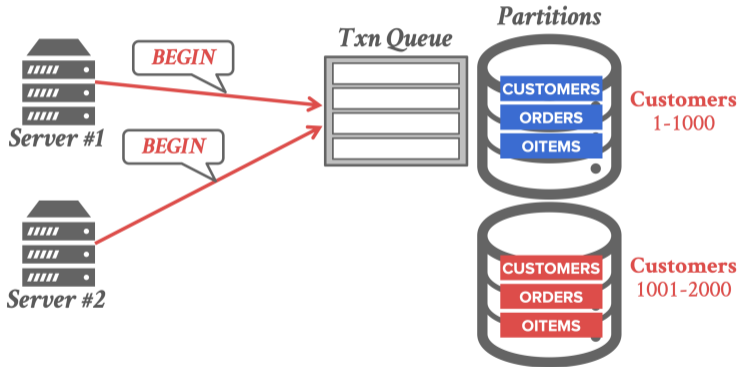 Partitions
Txn Queue
BEGIN
Server #1
CUSTOMERS
ORDERS
OITEMS
Customers
1-1000
BEGIN
Server #2
CUSTOMERS
ORDERS
OITEMS
Customers
1001-2000